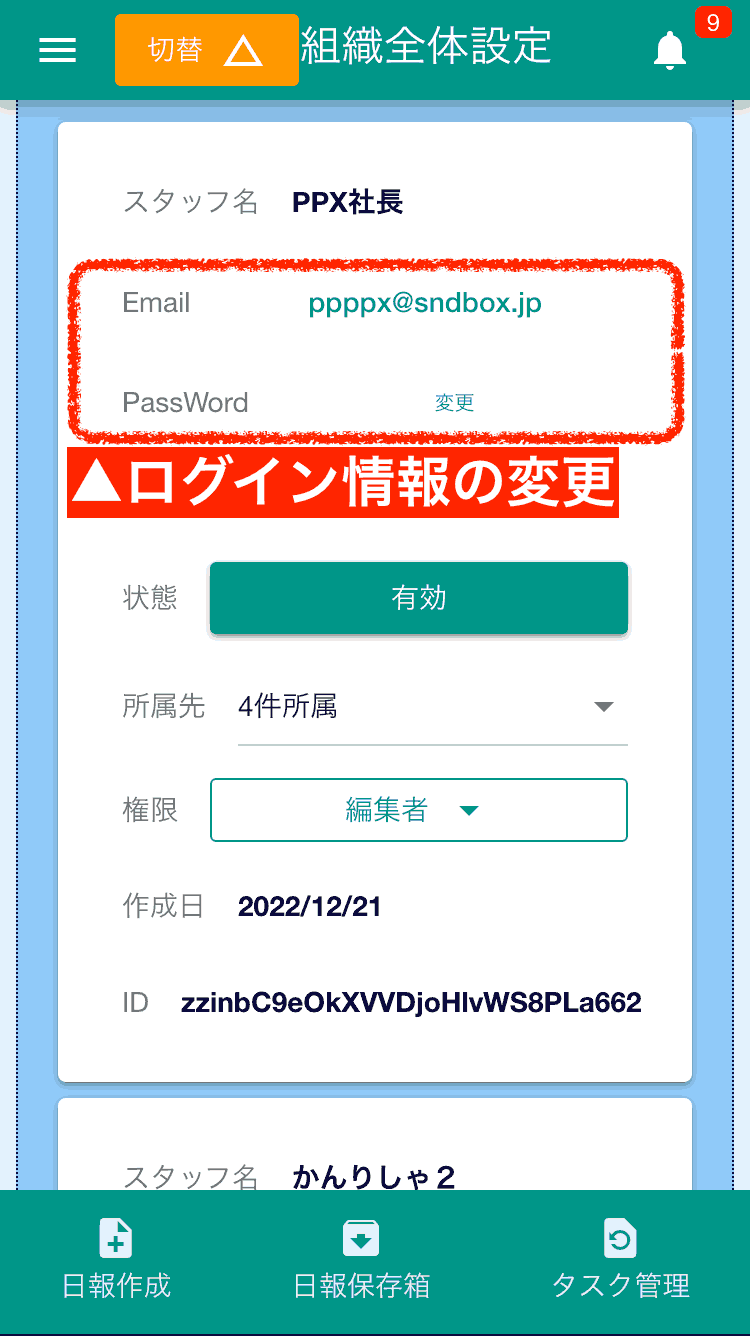 切替 組織全体設定 9
スタッフ名 PPX社長
Email ppppx@sndbox.jp
PassWord 変更
▲ログイン情報の変更
状態 有効
所属先 4件所属
権限 編集者
作成日 2022/12/21
ID zzinbC9eOkXVVDjoHIvWS8PLa662
スタッフ名 かんりしゃ２
日報作成 日報保存箱 タスク管理